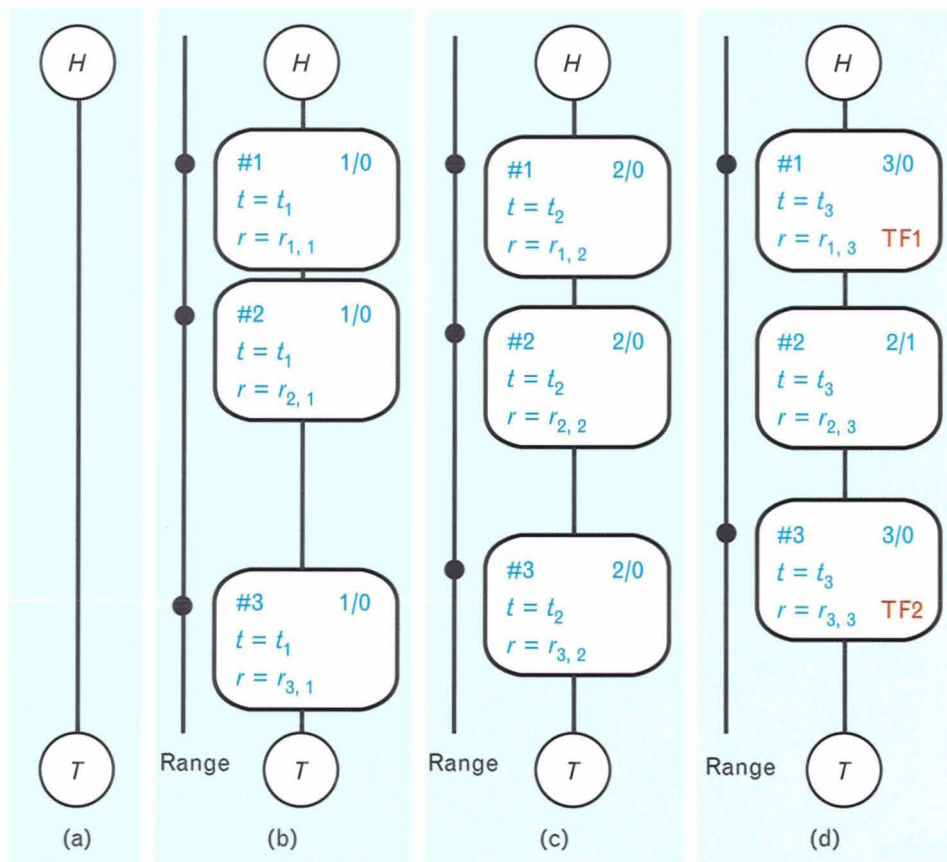 H
T
(a)
H
#1 1/0
t = t1
r = r1, 1
#2 1/0
t = t1
r = r2, 1
#3 1/0
t = t1
r = r3, 1
Range
T
(b)
H
#1 2/0
t = t2
r = r1, 2
#2 2/0
t = t2
r = r2, 2
#3 2/0
t = t2
r = r3, 2
Range
T
(c)
H
#1 3/0
t = t3
r = r1, 3 TF1
#2 2/1
t = t3
r = r2, 3
#3 3/0
t = t3
r = r3, 3 TF2
Range
T
(d)